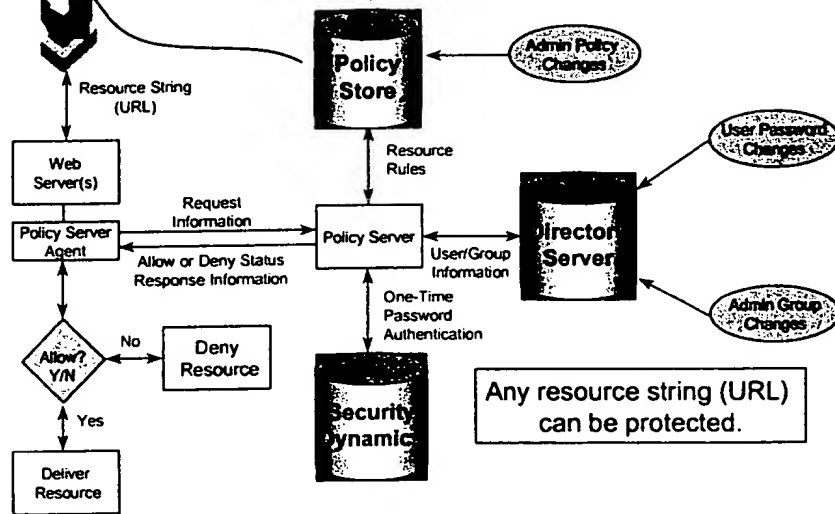 Policy
Store
Admin Policy
Changes
Resource String
(URL)
User Password
Changes
Resource
Rules
Web
Server(s)
Request
Information
Policy Server
Agent
Policy Server
Director
Server
Allow or Deny Status
Response Information
User/Group
Information
One-Time
Password
Authentication
Admin Group
Changes
Allow?
Y/N
No
Deny
Resource
Any resource string (URL)
can be protected.
Security
Dynamic
Yes
Deliver
Resource